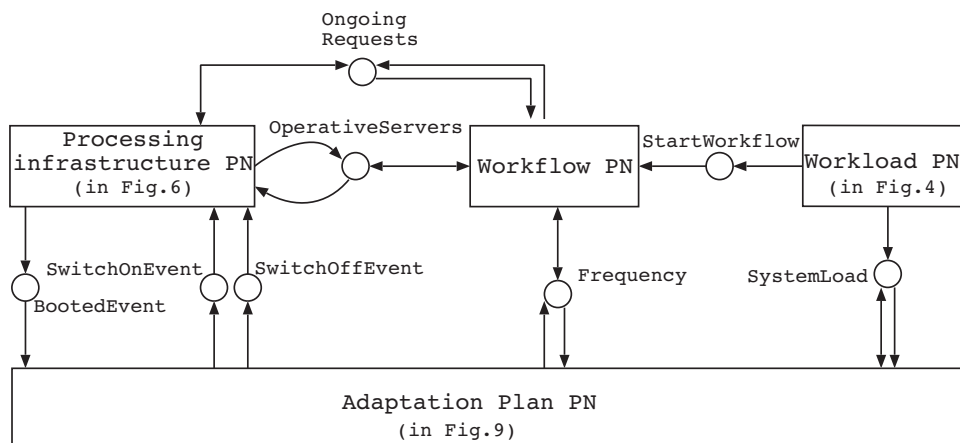 Ongoing
Requests
Processing
infrastructure PN
(in Fig.6)
OperativeServers
Workflow PN
StartWorkflow
Workload PN
(in Fig.4)
SwitchOnEvent
SwitchOffEvent
BootedEvent
Frequency
SystemLoad
Adaptation Plan PN
(in Fig.9)